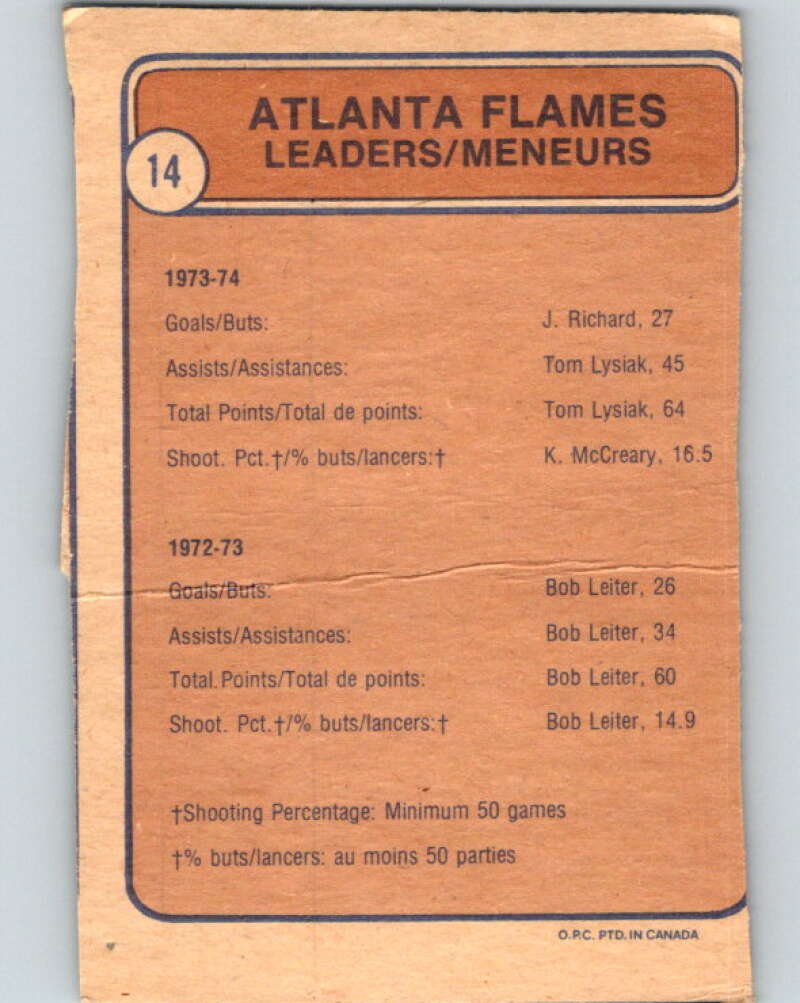 ATLANTA FLAMES
LEADERS/MENEURS
14
1973-74
Goals/Buts: J. Richard, 27
Assists/Assistances: Tom Lysiak, 45
Total Points/Total de points: Tom Lysiak, 64
Shoot. Pct.†/% buts/lancers:† K. McCreary, 16.5
1972-73
Goals/Buts: Bob Leiter, 26
Assists/Assistances: Bob Leiter, 34
Total Points/Total de points: Bob Leiter, 60
Shoot. Pct.†/% buts/lancers:† Bob Leiter, 14.9
†Shooting Percentage: Minimum 50 games
†% buts/lancers: au moins 50 parties
O.P.C. PTD. IN CANADA